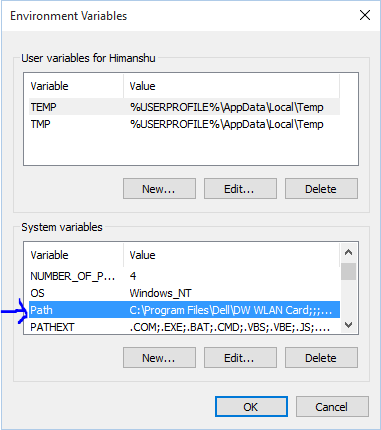 Environment Variables
User variables for Himanshu
Variable Value
TEMP %USERPROFILE%\AppData\Local\Temp
TMP %USERPROFILE%\AppData\Local\Temp
New... Edit... Delete
System variables
Variable Value
NUMBER_OF_P... 4
OS Windows_NT
Path C:\Program Files\Dell\DW WLAN Card;;;...
PATHEXT .COM;.EXE;.BAT;.CMD;.VBS;.VBE;.JS;....
New... Edit... Delete
OK Cancel